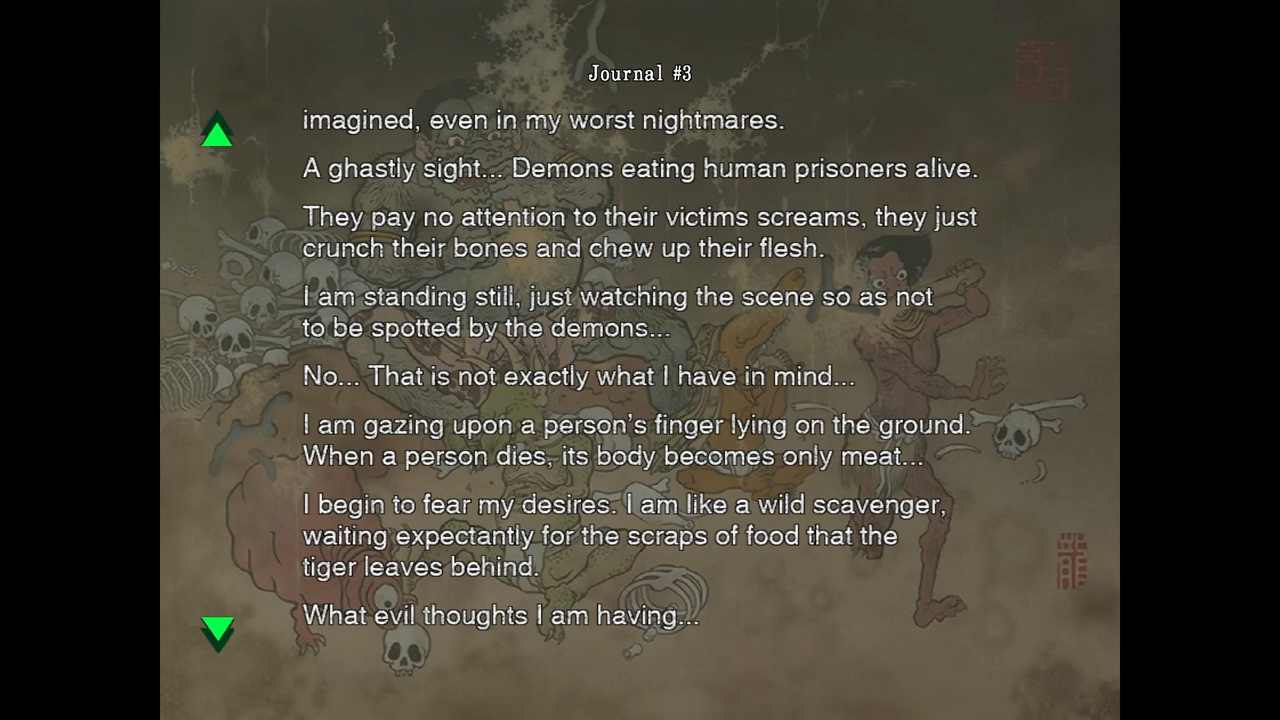 Journal #3
imagined, even in my worst nightmares.
A ghastly sight... Demons eating human prisoners alive.
They pay no attention to their victims screams, they just
crunch their bones and chew up their flesh.
I am standing still, just watching the scene so as not
to be spotted by the demons...
No... That is not exactly what I have in mind...
I am gazing upon a person's finger lying on the ground.
When a person dies, its body becomes only meat...
I begin to fear my desires. I am like a wild scavenger,
waiting expectantly for the scraps of food that the
tiger leaves behind.
What evil thoughts I am having...